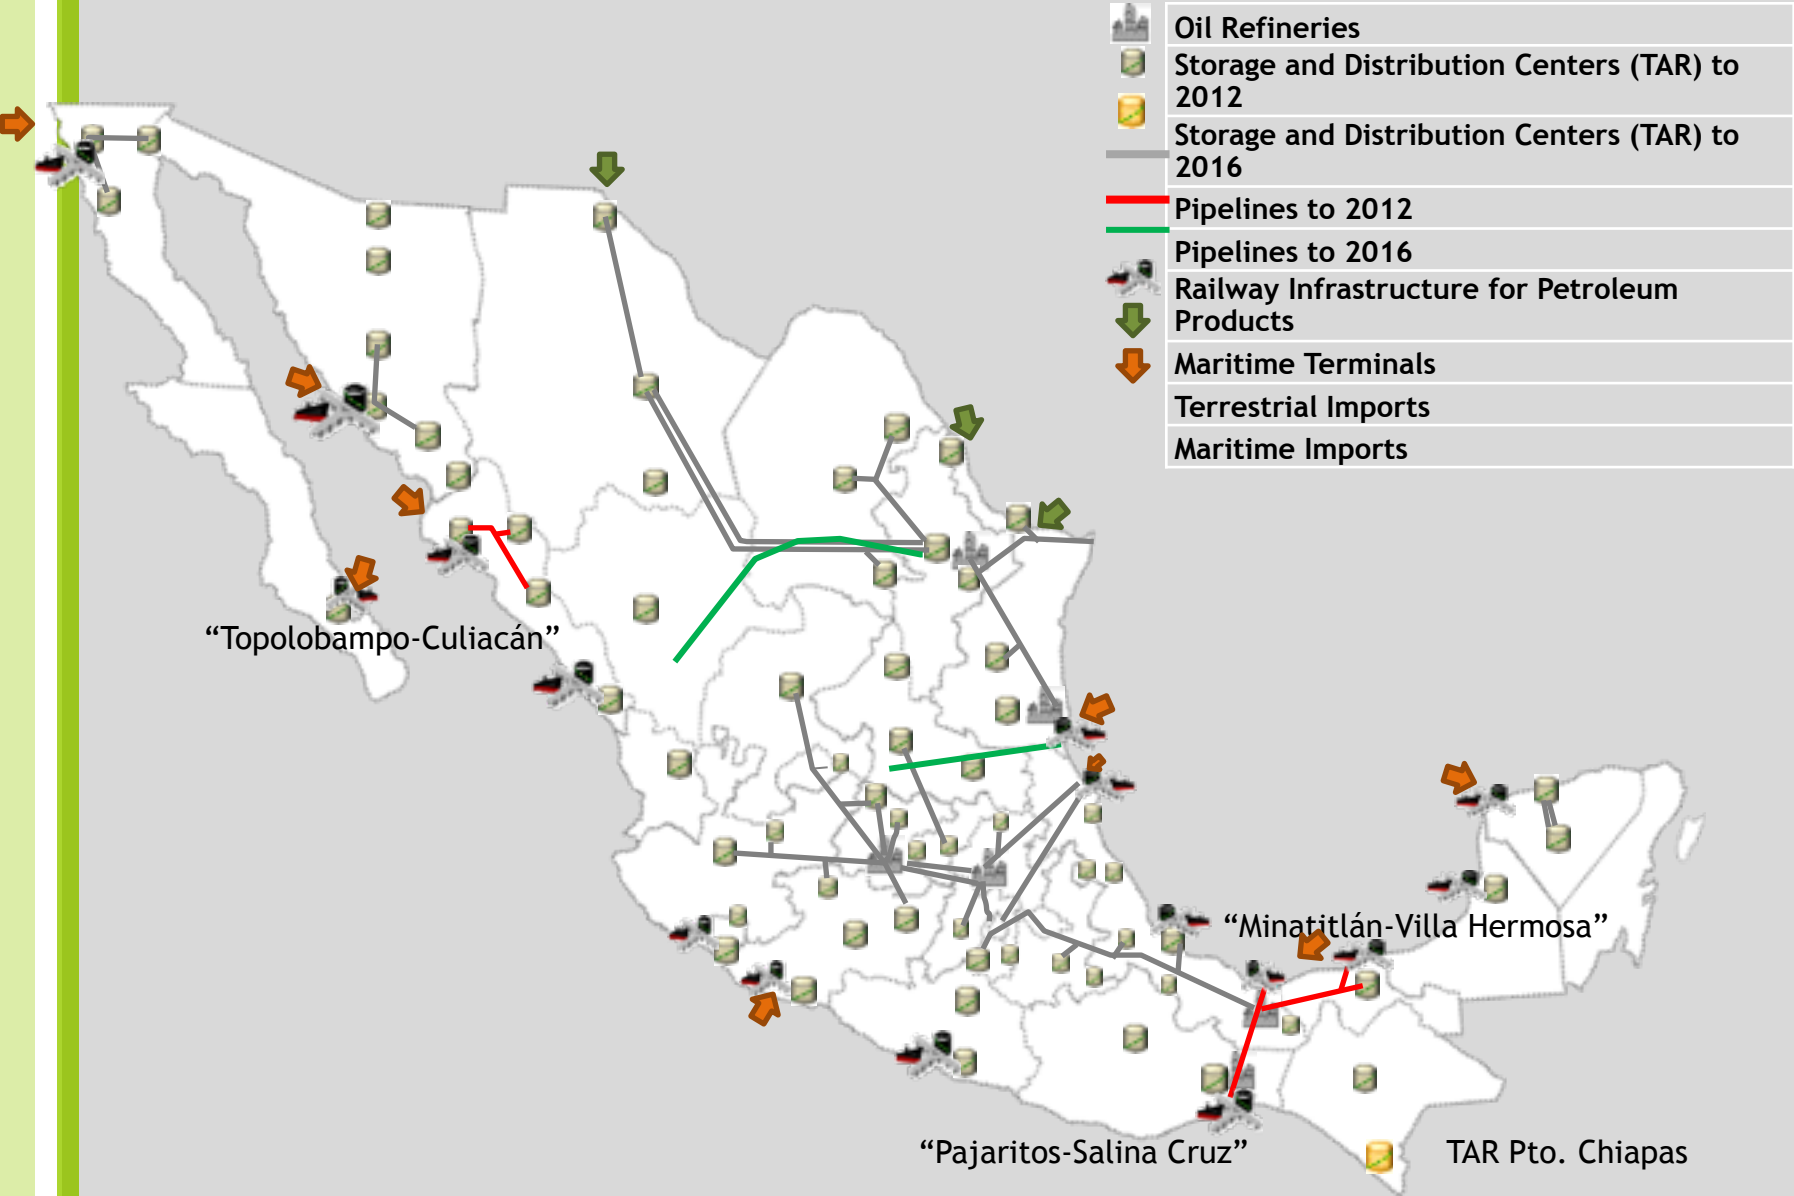 Oil Refineries
Storage and Distribution Centers (TAR) to
2012
Storage and Distribution Centers (TAR) to
2016
Pipelines to 2012
Pipelines to 2016
Railway Infrastructure for Petroleum
Products
Maritime Terminals
Terrestrial Imports
Maritime Imports
“Topolobampo-Culiacán”
“Minatitlán-Villa Hermosa”
“Pajaritos-Salina Cruz”
TAR Pto. Chiapas